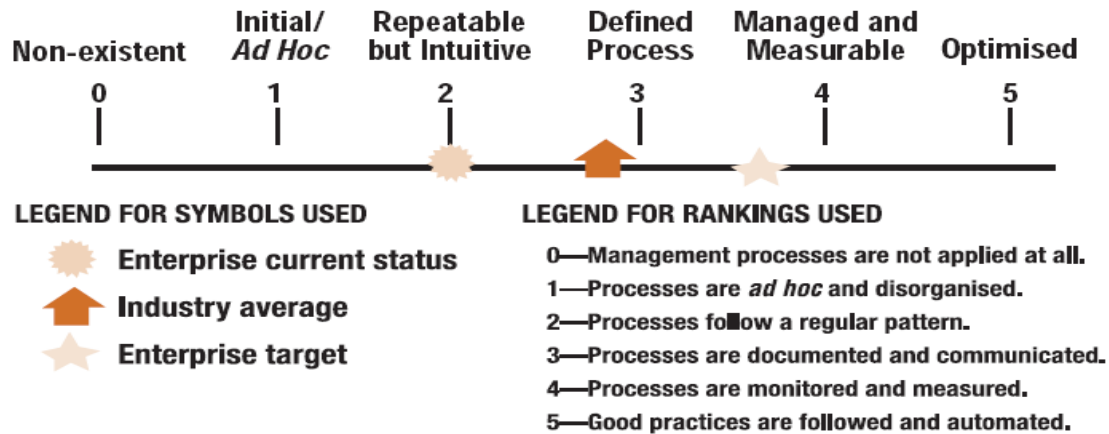 Non-existent
Initial/
Ad Hoc
Repeatable
but Intuitive
Defined
Process
Managed and
Measurable
Optimised
0 1 2 3 4 5
LEGEND FOR SYMBOLS USED
Enterprise current status
Industry average
Enterprise target
LEGEND FOR RANKINGS USED
0—Management processes are not applied at all.
1—Processes are ad hoc and disorganised.
2—Processes follow a regular pattern.
3—Processes are documented and communicated.
4—Processes are monitored and measured.
5—Good practices are followed and automated.